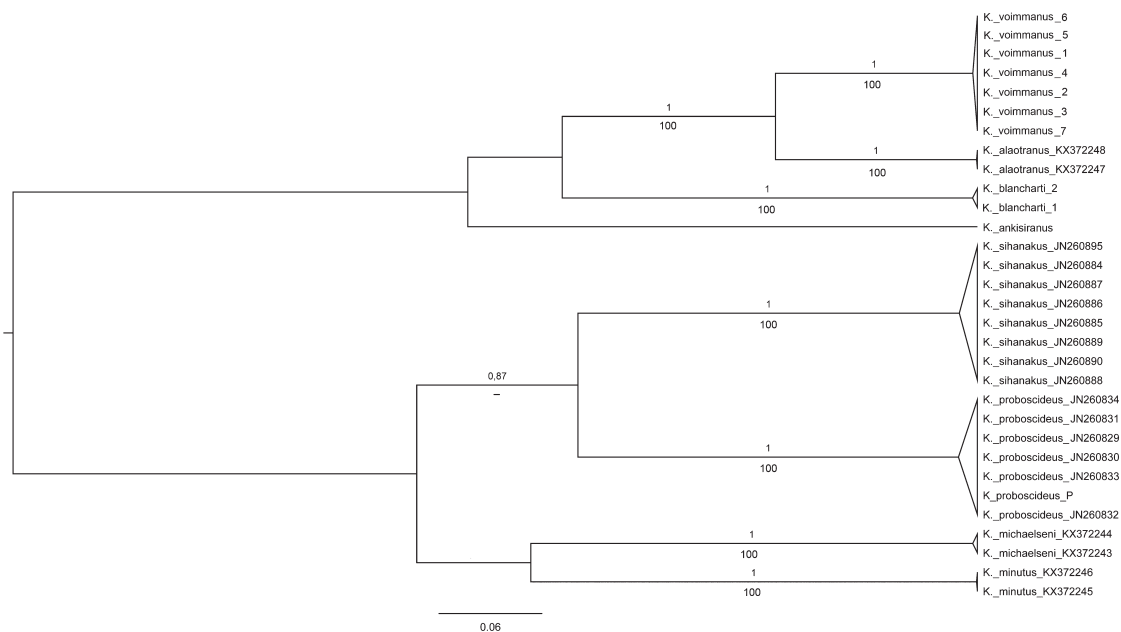 K._voimmanus_6
K._voimmanus_5
K._voimmanus_1
1
K._voimmanus_4
100
K._voimmanus_2
1
K._voimmanus_3
100
K._voimmanus_7
1
K._alaotranus_KX372248
100
K._alaotranus_KX372247
1
K._blancharti_2
100
K._blancharti_1
K._ankisiranus
K._sihanakus_JN260895
K._sihanakus_JN260884
K._sihanakus_JN260887
1
K._sihanakus_JN260886
100
K._sihanakus_JN260885
K._sihanakus_JN260889
K._sihanakus_JN260890
0,87
K._sihanakus_JN260888
–
K._proboscideus_JN260834
K._proboscideus_JN260831
K._proboscideus_JN260829
1
K._proboscideus_JN260830
100
K._proboscideus_JN260833
K_proboscideus_P
K._proboscideus_JN260832
1
K._michaelseni_KX372244
100
K._michaelseni_KX372243
1
K._minutus_KX372246
100
K._minutus_KX372245
0.06